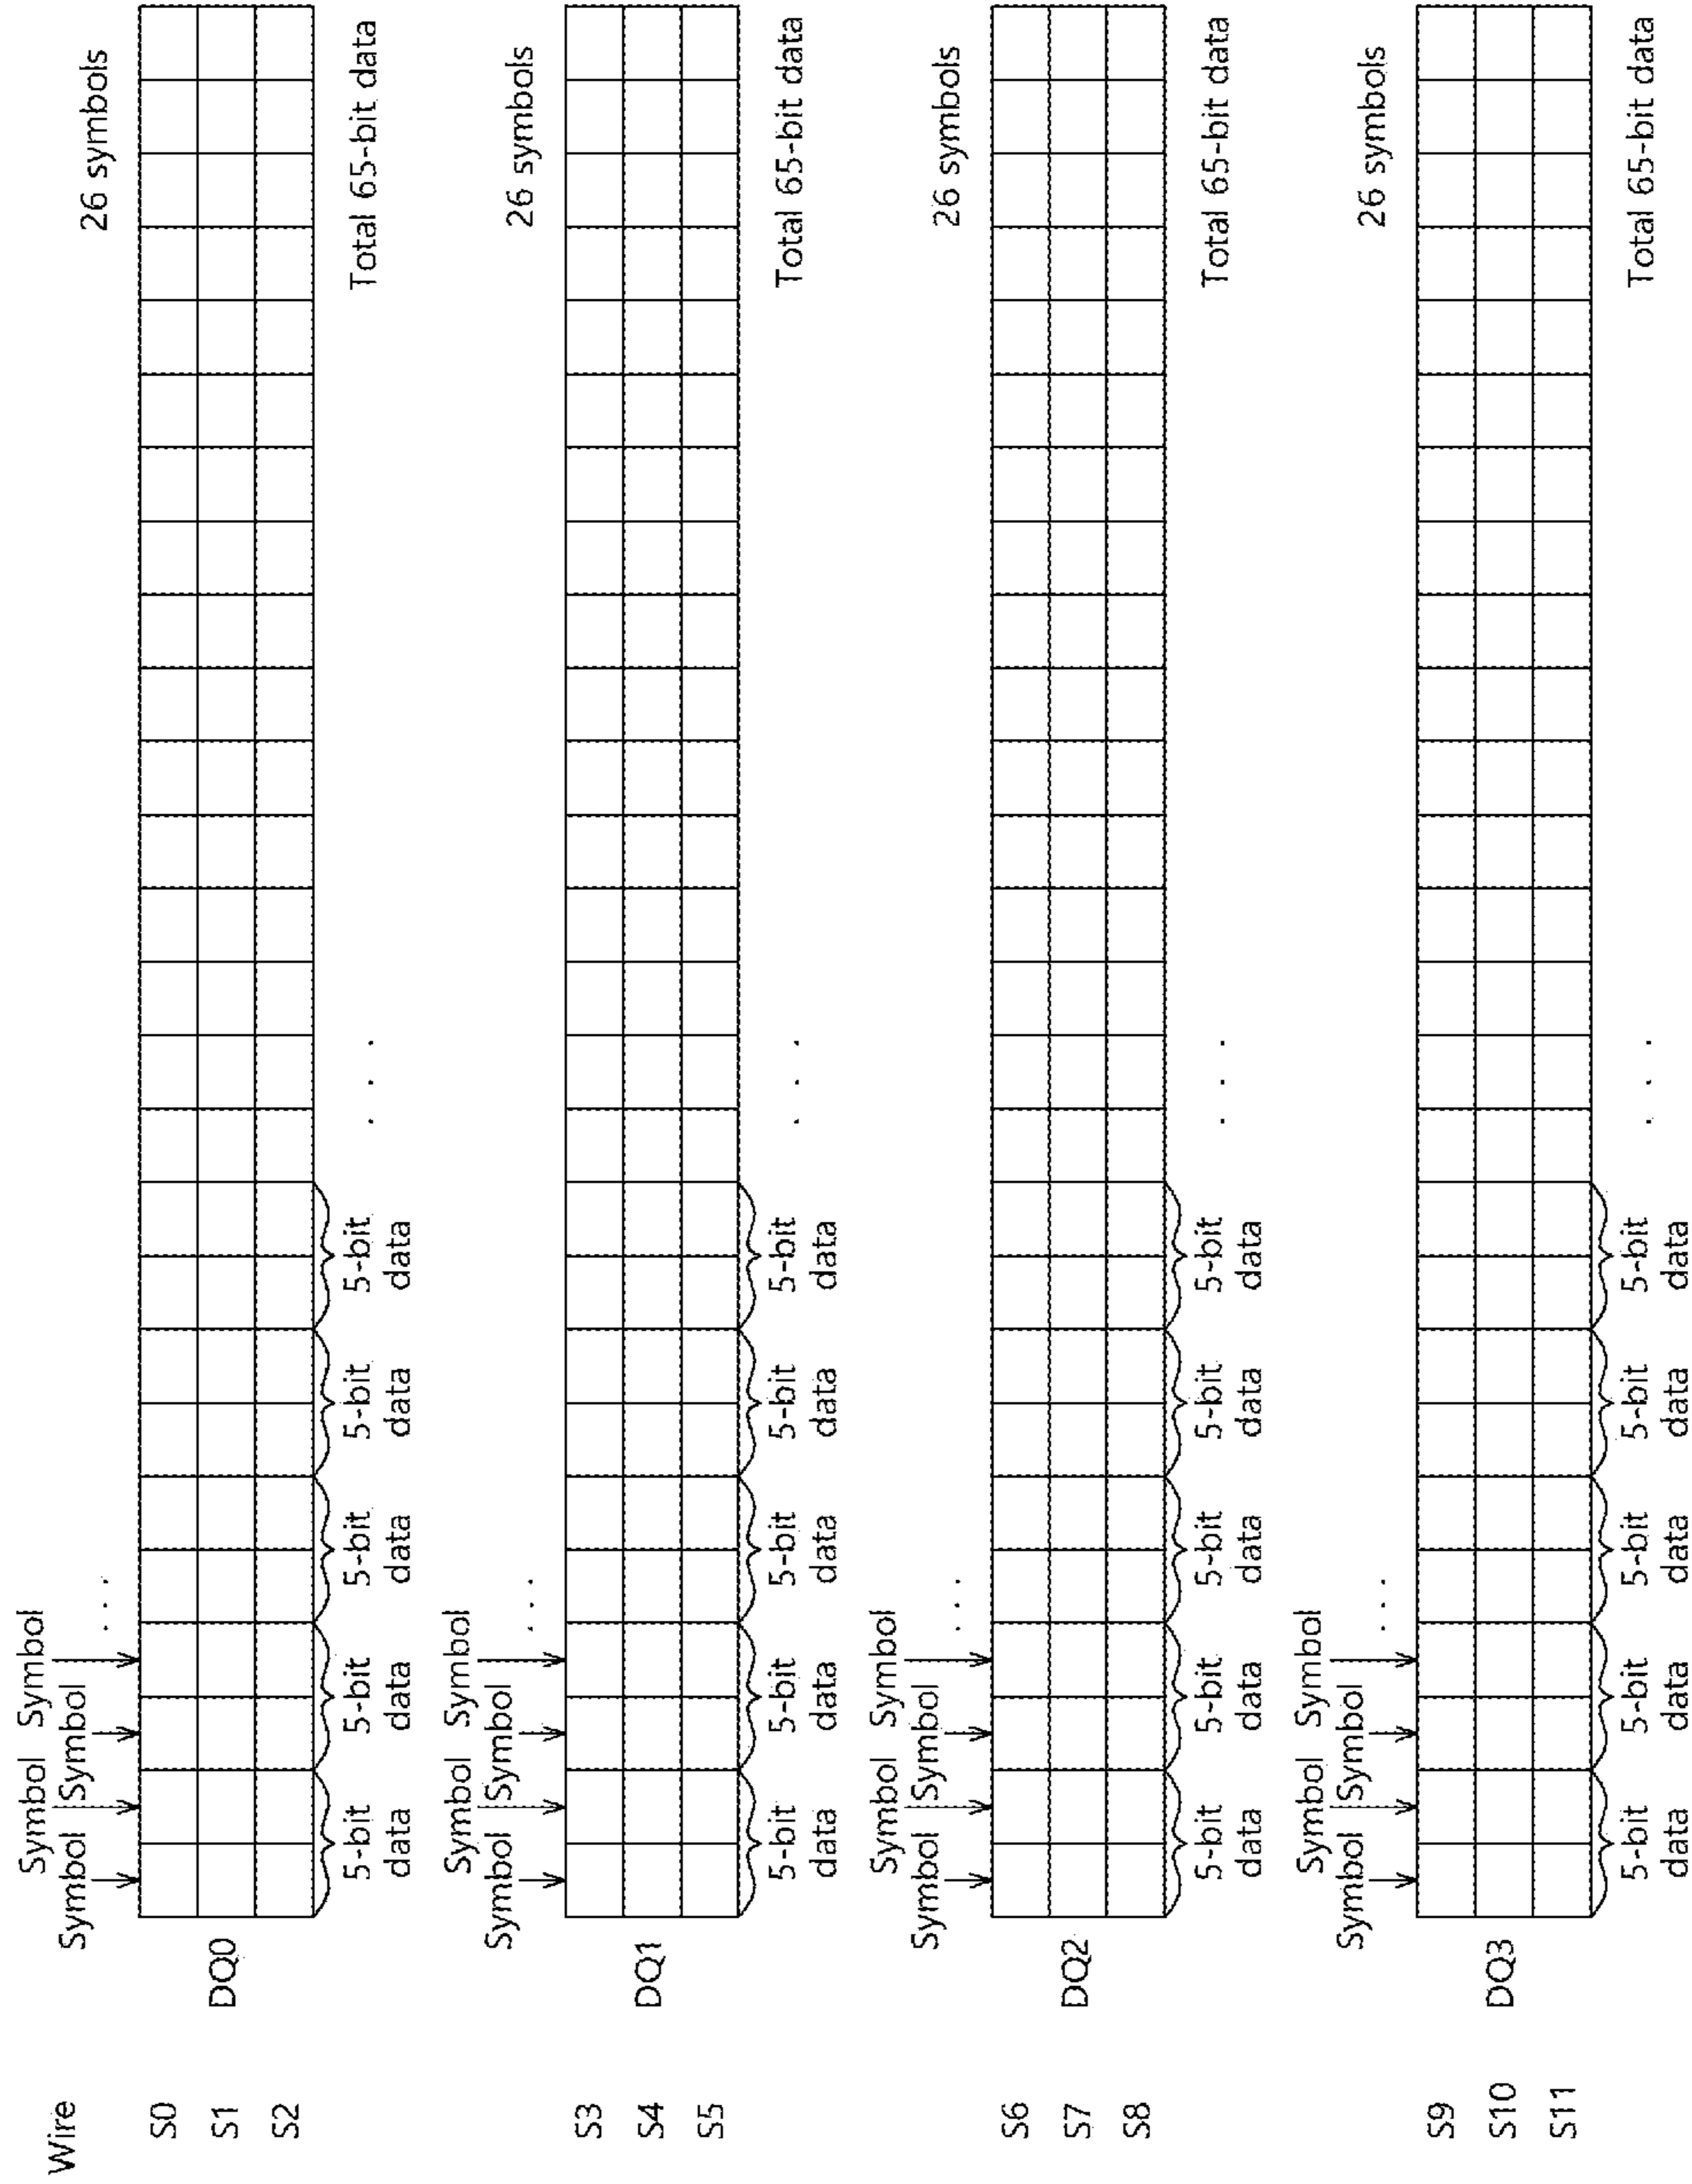 Wire
Symbol Symbol
Symbol Symbol . . .
26 symbols
S0
S1
S2
DQ0
5-bit data
5-bit data
5-bit data
5-bit data
5-bit data
. . .
Total 65-bit data
Symbol Symbol
Symbol Symbol . . .
26 symbols
S3
S4
S5
DQ1
5-bit data
5-bit data
5-bit data
5-bit data
5-bit data
. . .
Total 65-bit data
Symbol Symbol
Symbol Symbol . . .
26 symbols
S6
S7
S8
DQ2
5-bit data
5-bit data
5-bit data
5-bit data
5-bit data
. . .
Total 65-bit data
Symbol Symbol
Symbol Symbol . . .
26 symbols
S9
S10
S11
DQ3
5-bit data
5-bit data
5-bit data
5-bit data
5-bit data
. . .
Total 65-bit data